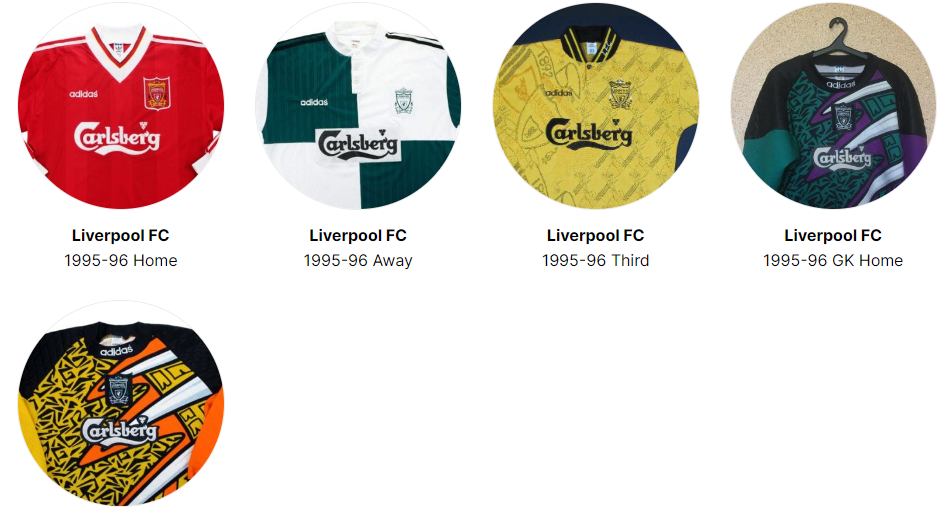 adidas
Carlsberg
adidas
Carlsberg
1892
adidas
Carlsberg
Carlsberg
Liverpool FC
1995-96 Home
Liverpool FC
1995-96 Away
Liverpool FC
1995-96 Third
Liverpool FC
1995-96 GK Home
adidas
Carlsberg